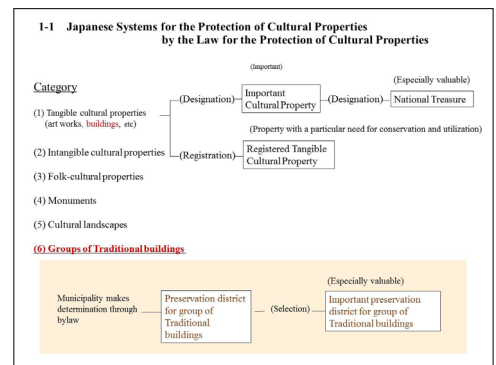 1-1 Japanese Systems for the Protection of Cultural Properties
by the Law for the Protection of Cultural Properties
(Important)
Category
(Especially valuable)
(1) Tangible cultural properties
(art works, buildings, etc)
(Designation)
Important
Cultural Property
(Designation)
National Treasure
(Property with a particular need for conservation and utilization)
(2) Intangible cultural properties
(Registration)
Registered Tangible
Cultural Property
(3) Folk-cultural properties
(4) Monuments
(5) Cultural landscapes
(6) Groups of Traditional buildings
(Especially valuable)
Municipality makes
determination through
bylaw
Preservation district
for group of
Traditional
buildings
(Selection)
Important preservation
district for group of
Traditional buildings